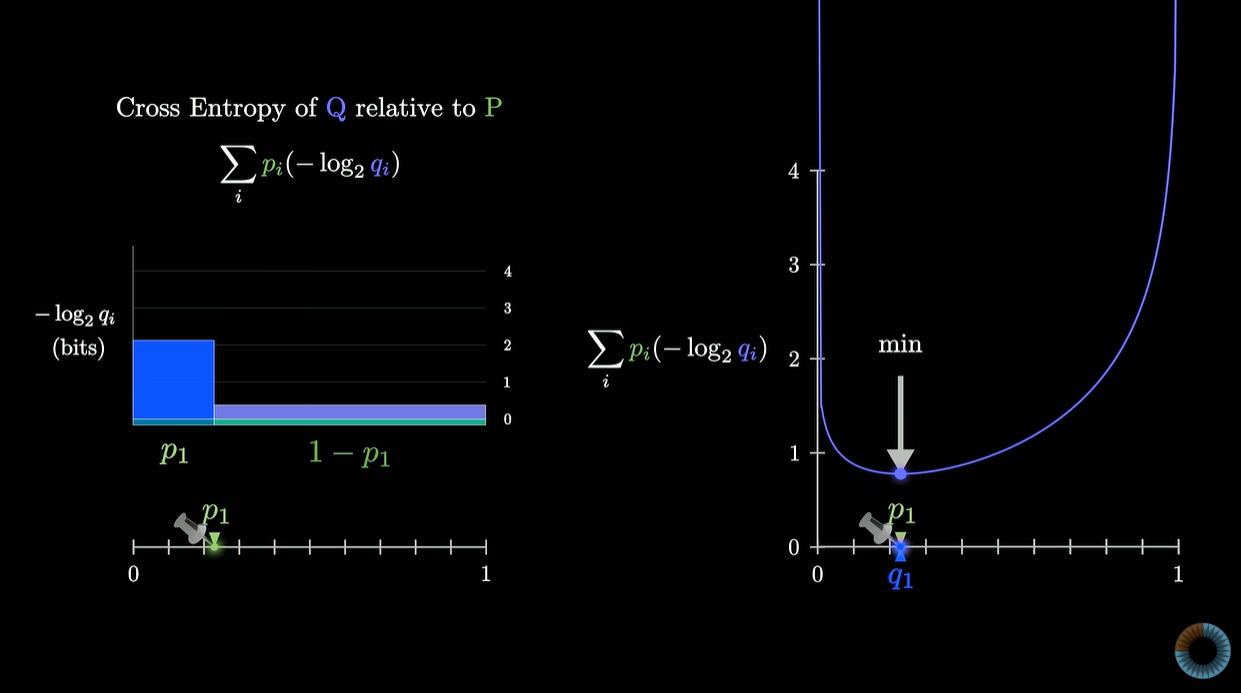 Cross Entropy of Q relative to P
∑ᵢ pᵢ(− log₂ qᵢ)
4
3
2
1
0
− log₂ qᵢ
(bits)
p₁
1 − p₁
p₁
0
1
4
3
2
1
0
∑ᵢ pᵢ(− log₂ qᵢ)
min
p₁
q₁
0
1